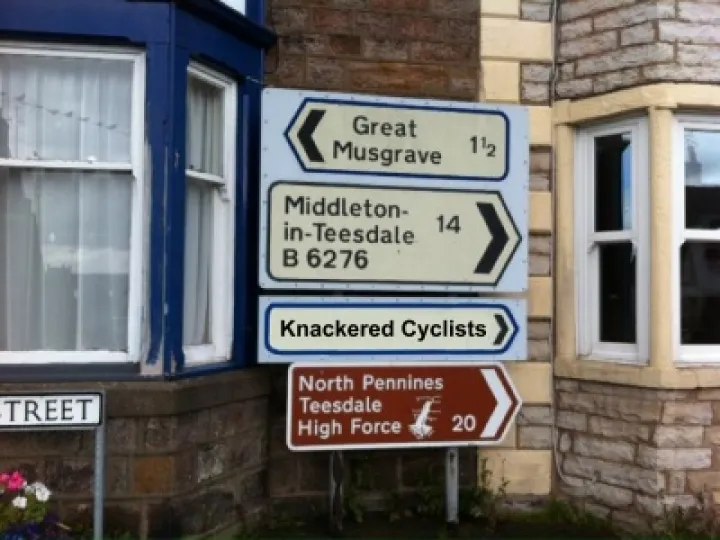 Great
Musgrave 1½
Middleton-
in-Teesdale 14
B 6276
Knackered Cyclists
North Pennines
Teesdale
High Force 20
STREET